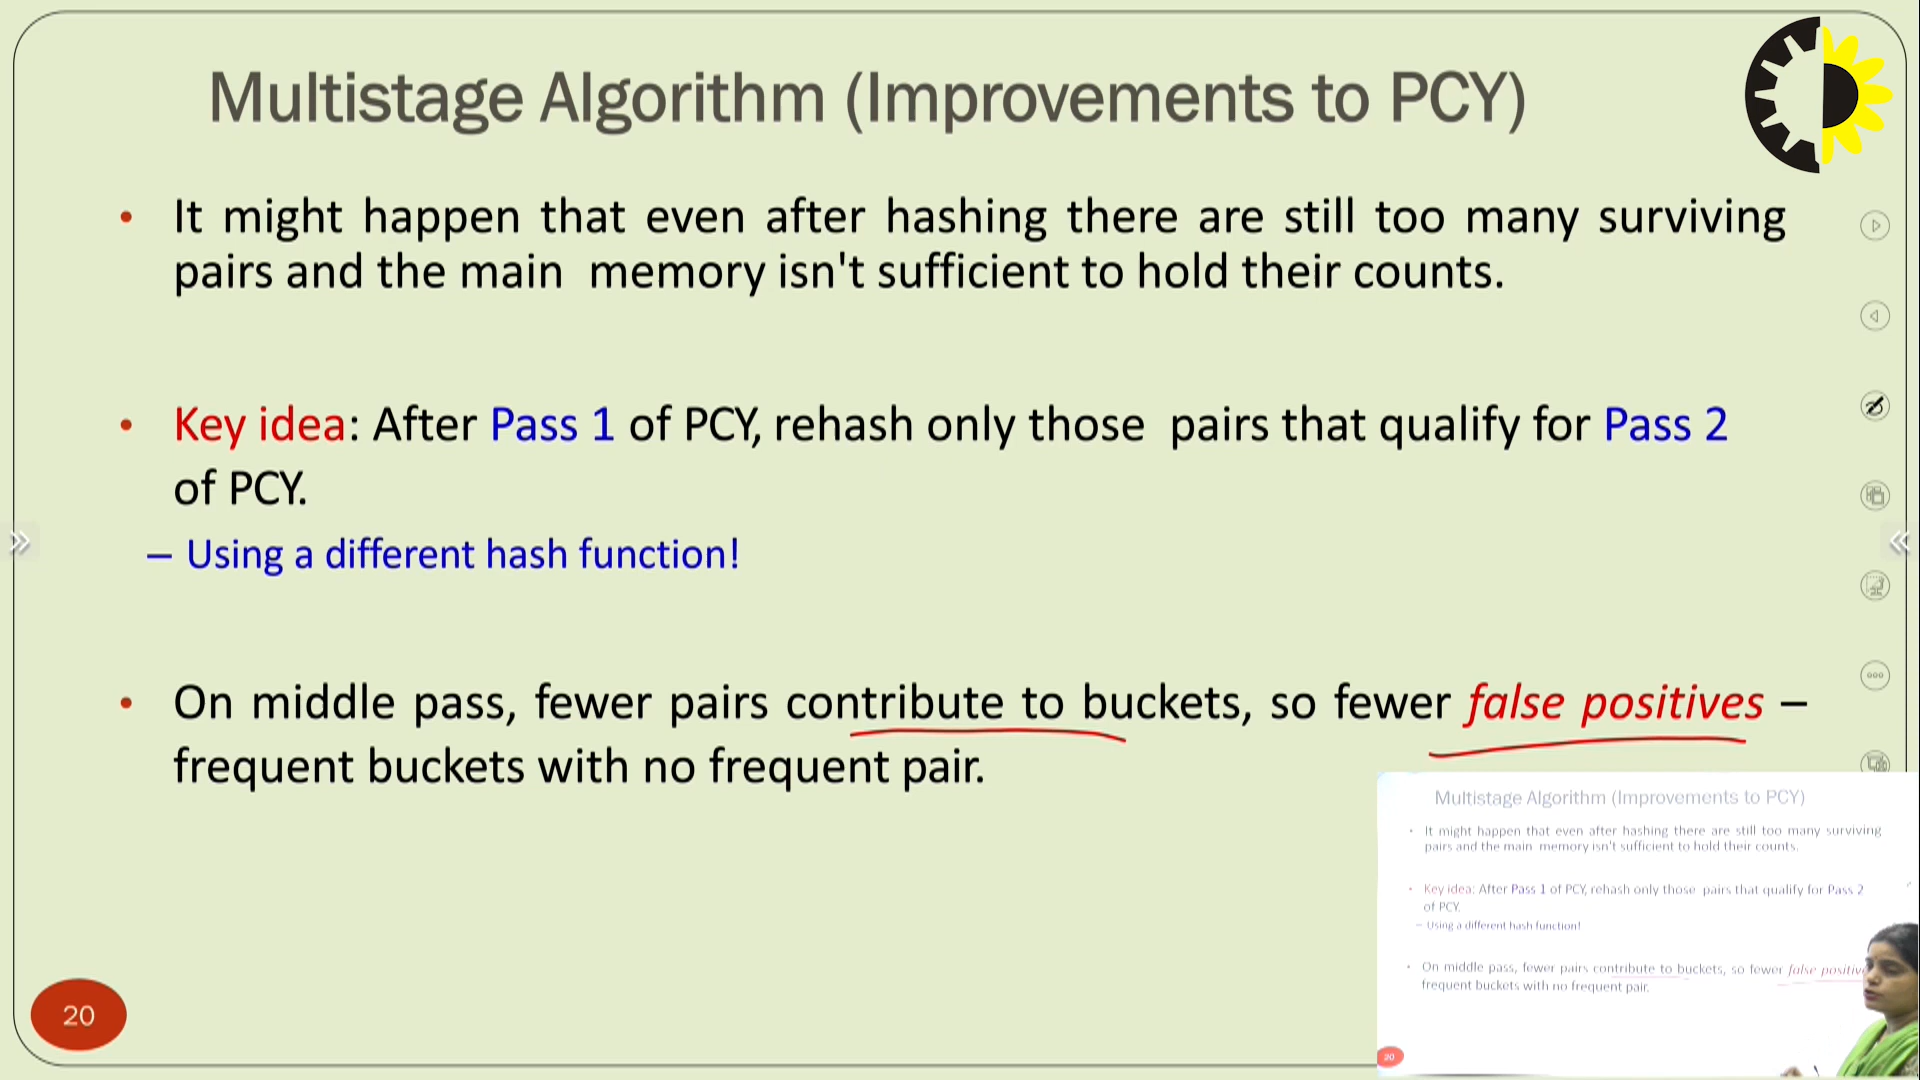 Multistage Algorithm (Improvements to PCY)
• It might happen that even after hashing there are still too many surviving
pairs and the main memory isn't sufficient to hold their counts.
• Key idea: After Pass 1 of PCY, rehash only those pairs that qualify for Pass 2
of PCY.
– Using a different hash function!
• On middle pass, fewer pairs contribute to buckets, so fewer false positives –
frequent buckets with no frequent pair.
20
Multistage Algorithm (Improvements to PCY)
• It might happen that even after hashing there are still too many surviving
pairs and the main memory isn't sufficient to hold their counts.
• Key idea: After Pass 1 of PCY, rehash only those pairs that qualify for Pass 2
of PCY.
– Using a different hash function!
• On middle pass, fewer pairs contribute to buckets, so fewer false positiv
frequent buckets with no frequent pair.
20